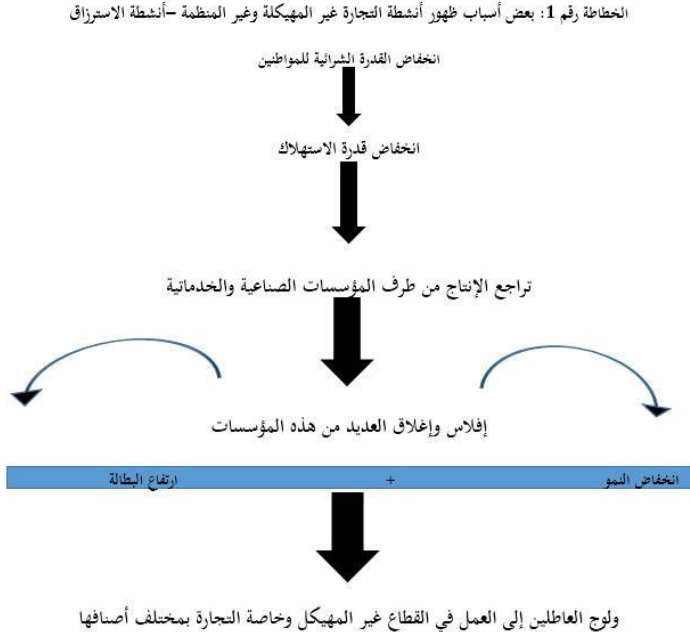 الخطاطة رقم 1: بعض أسباب ظهور أنشطة التجارة غير المهيكلة وغير المنظمة –أنشطة الاسترزاق
انخفاض القدرة الشرائية للمواطنين
انخفاض قدرة الاستهلاك
تراجع الإنتاج من طرف المؤسسات الصناعية والخدماتية
إفلاس وإغلاق العديد من هذه المؤسسات
انخفاض النمو + ارتفاع البطالة
ولوج العاطلين إلى العمل في القطاع غير المهيكل وخاصة التجارة بمختلف أصنافها